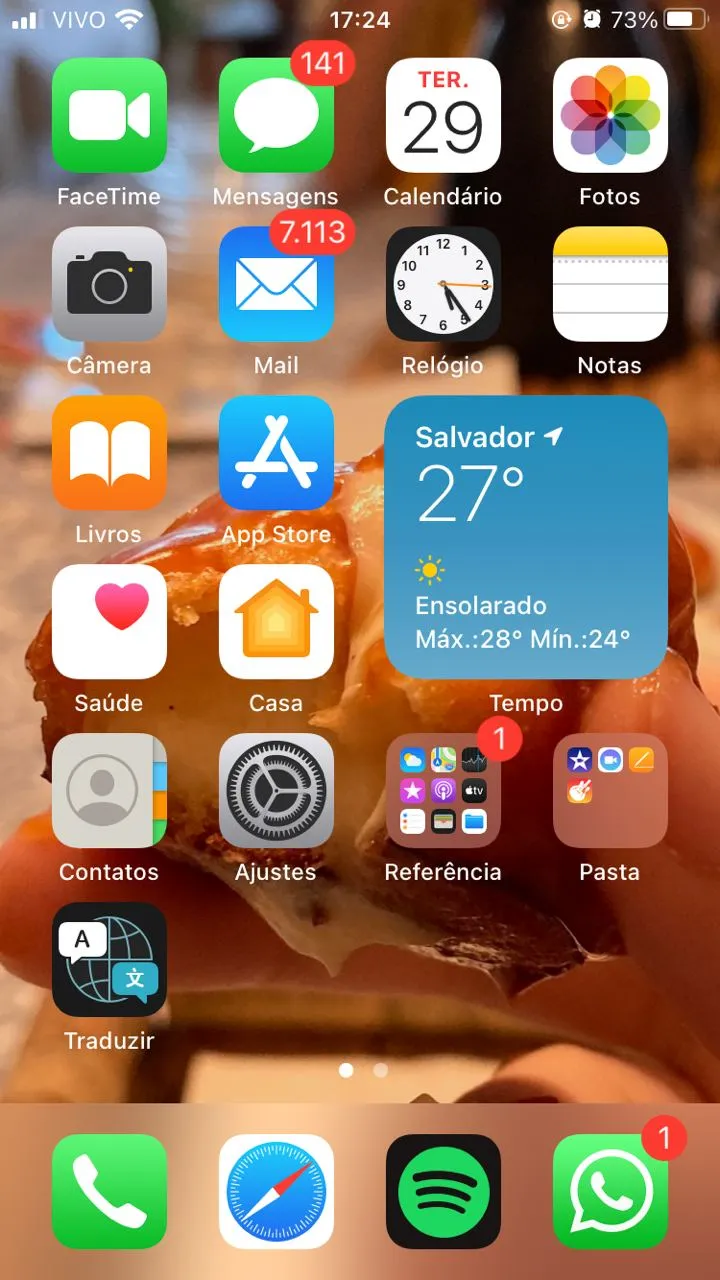 VIVO 17:24 73%
141
TER.
29
FaceTime Mensagens Calendário Fotos
7.113
12
11 1
10 2
9 3
8 4
7 5
6
Câmera Mail Relógio Notas
Salvador
27°
Livros App Store
Ensolarado
Máx.:28° Mín.:24°
Saúde Casa Tempo
1
tv
Contatos Ajustes Referência Pasta
A
文
Traduzir
1